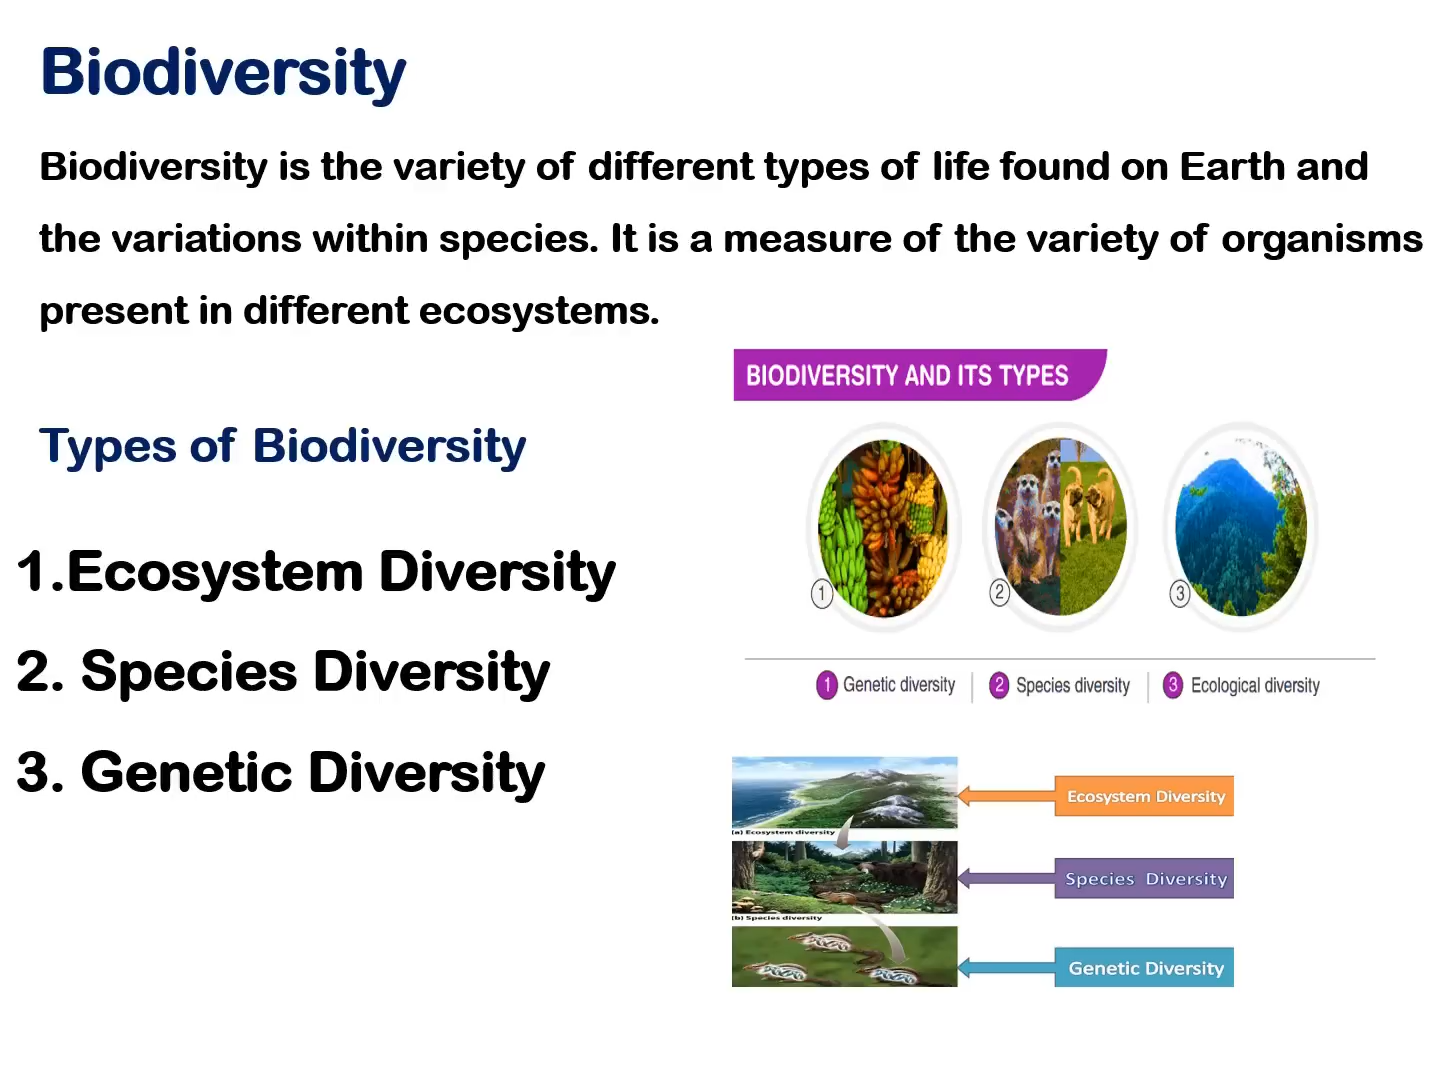 Biodiversity
Biodiversity is the variety of different types of life found on Earth and
the variations within species. It is a measure of the variety of organisms
present in different ecosystems.
Types of Biodiversity
1.Ecosystem Diversity
2. Species Diversity
3. Genetic Diversity
BIODIVERSITY AND ITS TYPES
1
2
3
1 Genetic diversity
2 Species diversity
3 Ecological diversity
Ecosystem Diversity
(a) Ecosystem diversity
Species Diversity
(b) Species diversity
Genetic Diversity